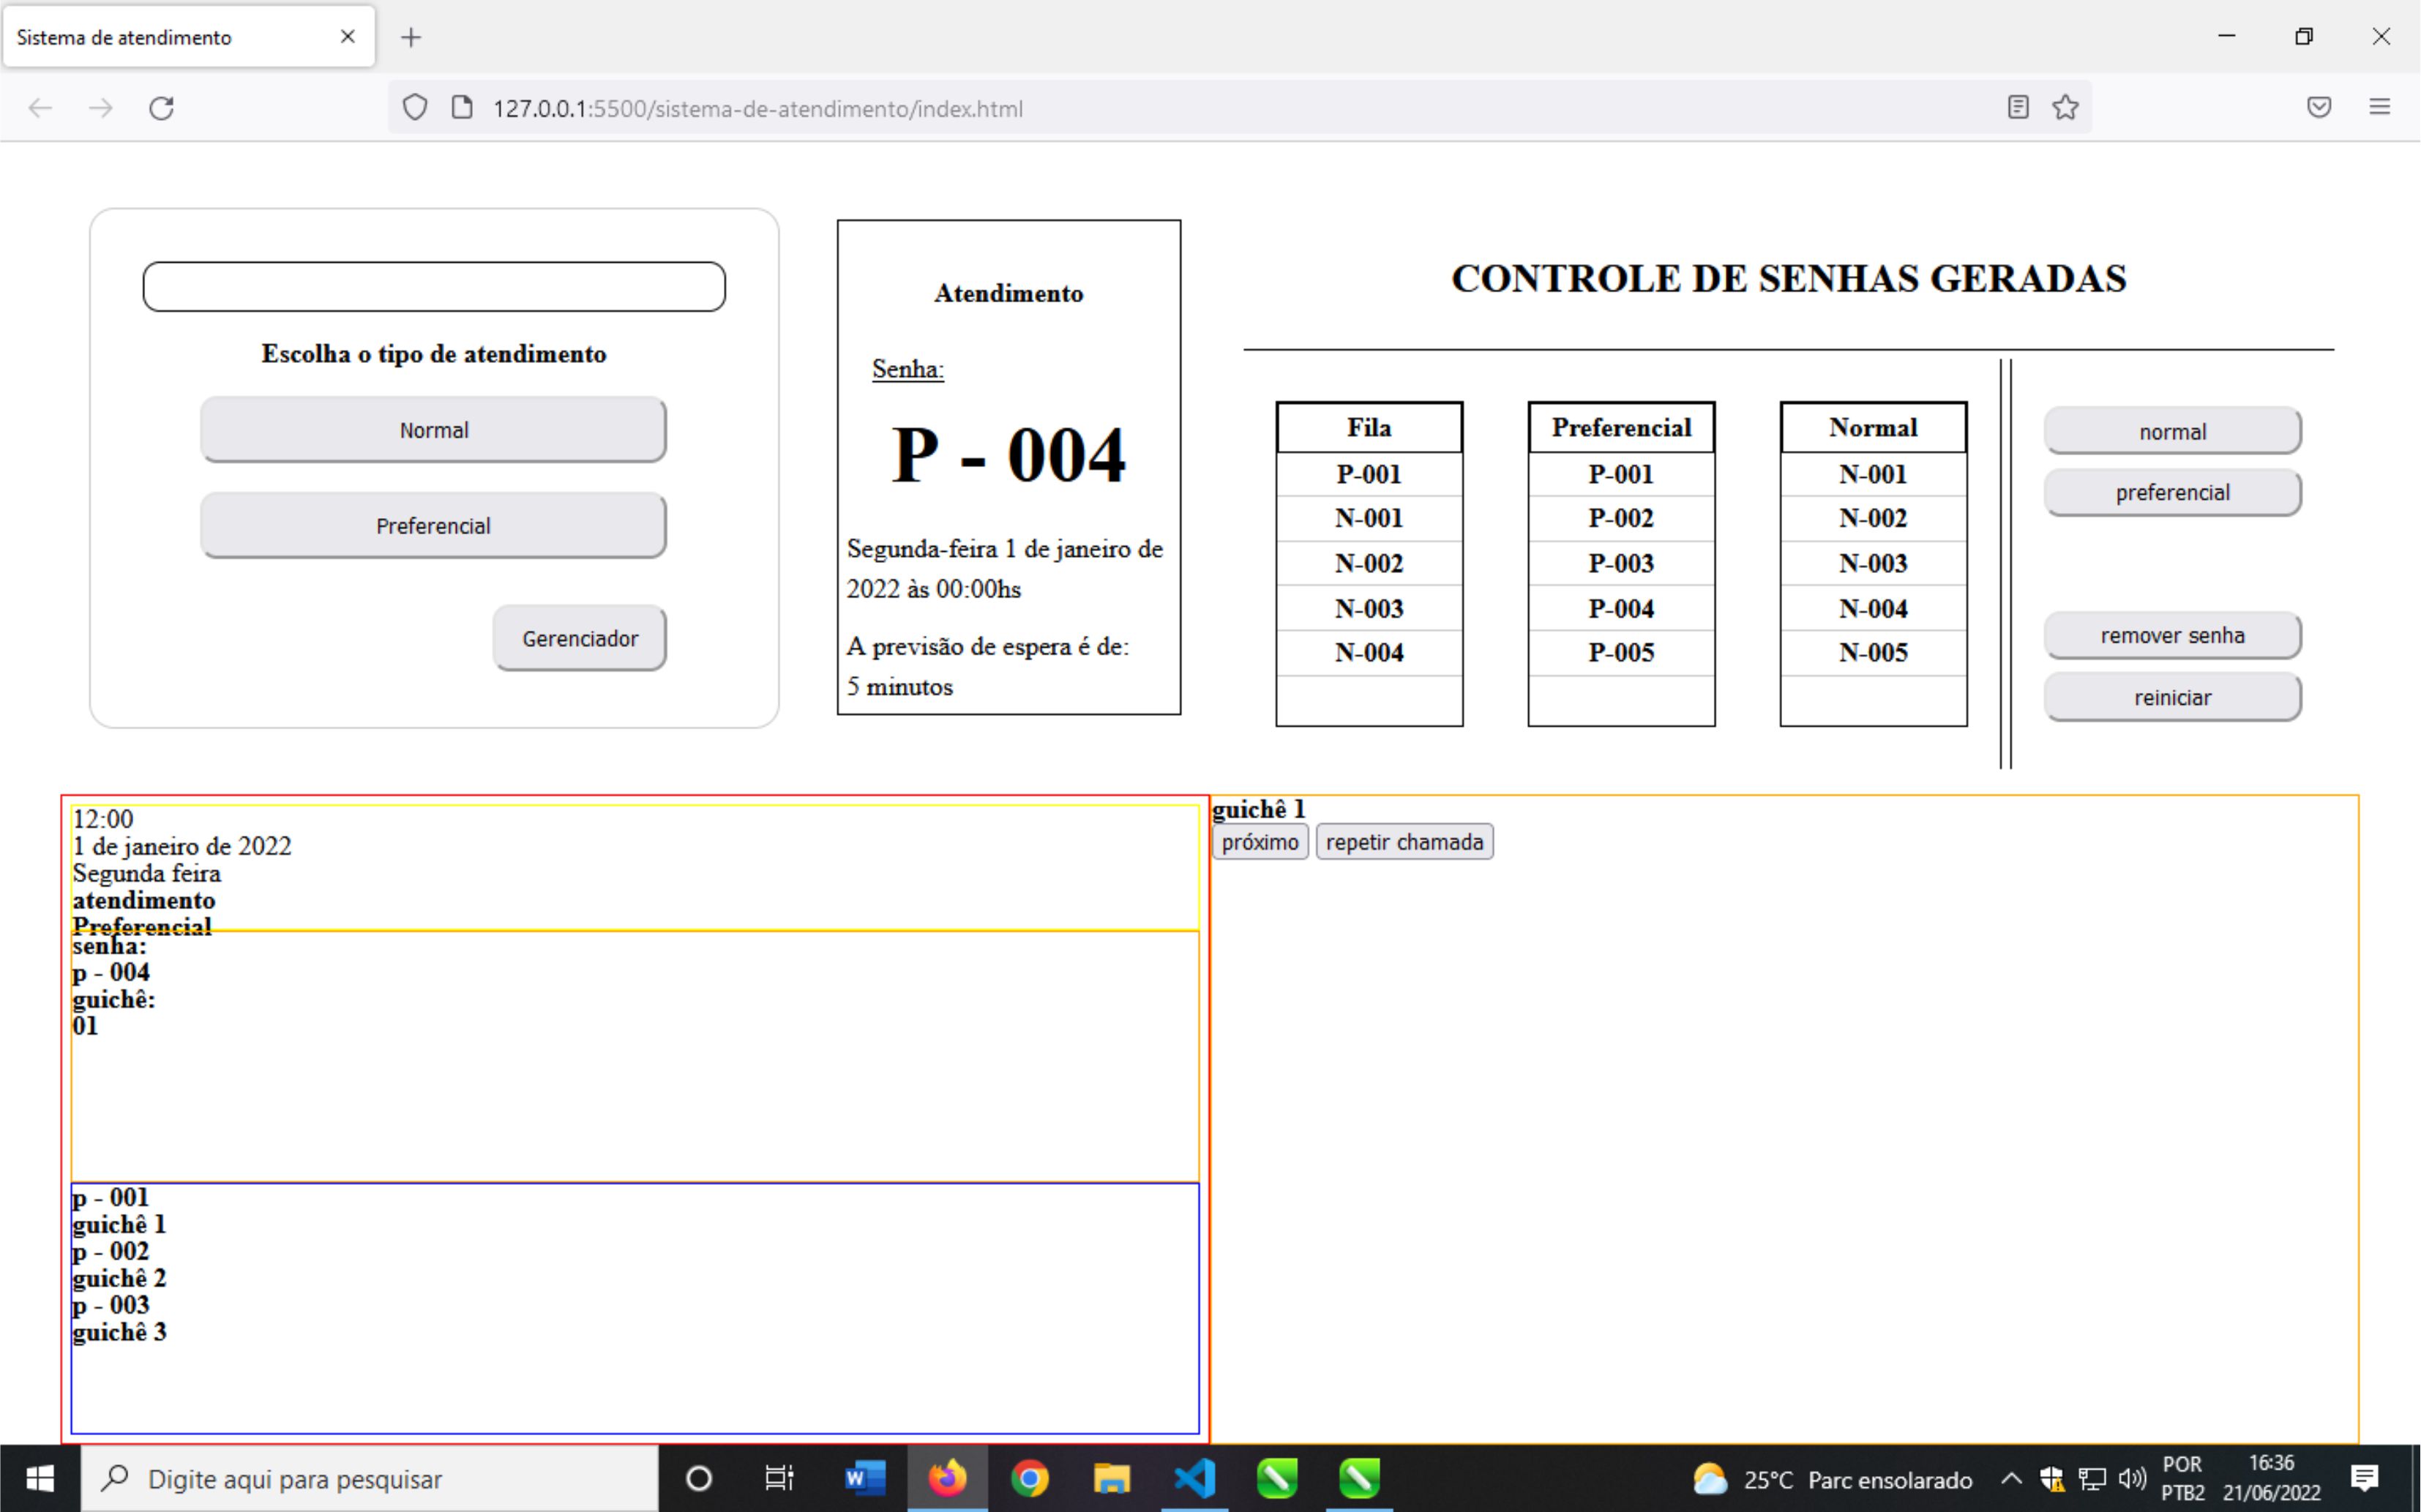 Sistema de atendimento
127.0.0.1:5500/sistema-de-atendimento/index.html
Escolha o tipo de atendimento
Normal
Preferencial
Gerenciador
Atendimento
Senha:
P - 004
Segunda-feira 1 de janeiro de
2022 às 00:00hs
A previsão de espera é de:
5 minutos
CONTROLE DE SENHAS GERADAS
Fila Preferencial Normal
P-001 P-001 N-001
N-001 P-002 N-002
N-002 P-003 N-003
N-003 P-004 N-004
N-004 P-005 N-005
normal
preferencial
remover senha
reiniciar
12:00
1 de janeiro de 2022
Segunda feira
atendimento
Preferencial
senha:
p - 004
guichê:
01
p - 001
guichê 1
p - 002
guichê 2
p - 003
guichê 3
guichê 1
próximo repetir chamada
Digite aqui para pesquisar
W
25°C Parc ensolarado
POR
PTB2
16:36
21/06/2022